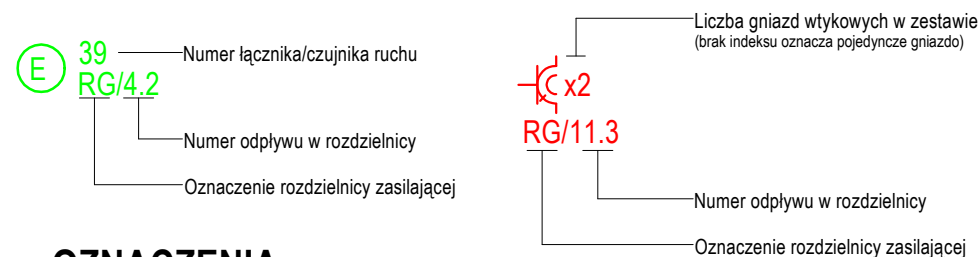 E
39
RG/4.2
Numer łącznika/czujnika ruchu
Numer odpływu w rozdzielnicy
Oznaczenie rozdzielnicy zasilającej
Liczba gniazd wtykowych w zestawie
(brak indeksu oznacza pojedyncze gniazdo)
x2
RG/11.3
Numer odpływu w rozdzielnicy
Oznaczenie rozdzielnicy zasilającej
OZNACZENIA